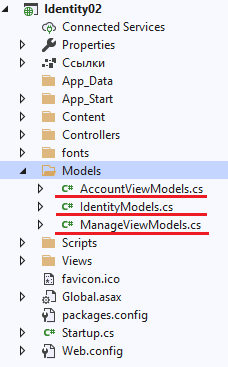 Identity02
Connected Services
Properties
Ссылки
App_Data
App_Start
Content
Controllers
fonts
Models
C# AccountViewModels.cs
C# IdentityModels.cs
C# ManageViewModels.cs
Scripts
Views
favicon.ico
Global.asax
packages.config
C# Startup.cs
Web.config